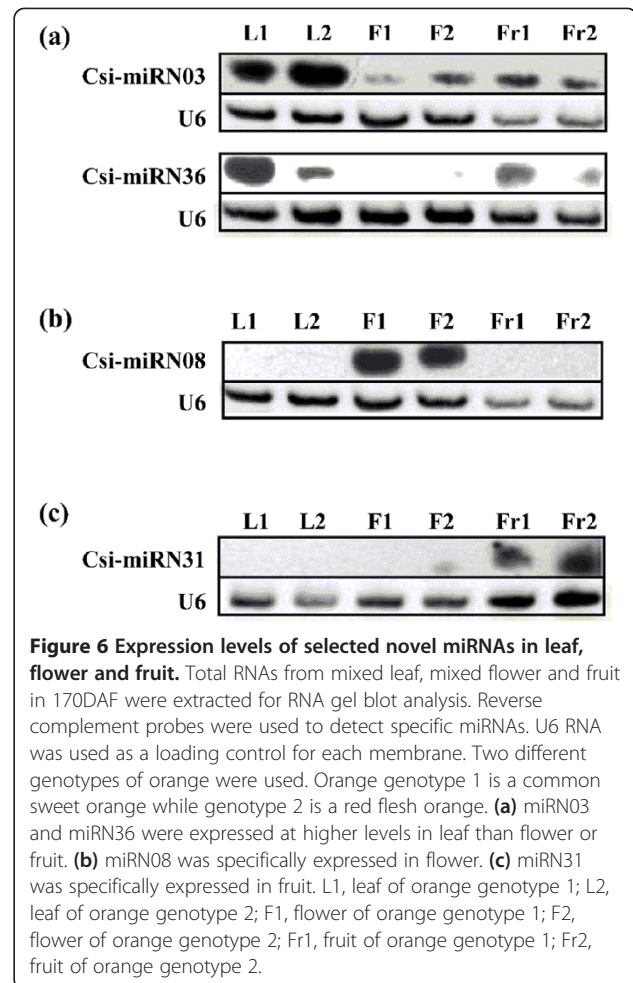 (a)
L1 L2 F1 F2 Fr1 Fr2
Csi-miRN03
U6
Csi-miRN36
U6
(b)
L1 L2 F1 F2 Fr1 Fr2
Csi-miRN08
U6
(c)
L1 L2 F1 F2 Fr1 Fr2
Csi-miRN31
U6
Figure 6 Expression levels of selected novel miRNAs in leaf,
flower and fruit. Total RNAs from mixed leaf, mixed flower and fruit
in 170DAF were extracted for RNA gel blot analysis. Reverse
complement probes were used to detect specific miRNAs. U6 RNA
was used as a loading control for each membrane. Two different
genotypes of orange were used. Orange genotype 1 is a common
sweet orange while genotype 2 is a red flesh orange. (a) miRN03
and miRN36 were expressed at higher levels in leaf than flower or
fruit. (b) miRN08 was specifically expressed in flower. (c) miRN31
was specifically expressed in fruit. L1, leaf of orange genotype 1; L2,
leaf of orange genotype 2; F1, flower of orange genotype 1; F2,
flower of orange genotype 2; Fr1, fruit of orange genotype 1; Fr2,
fruit of orange genotype 2.